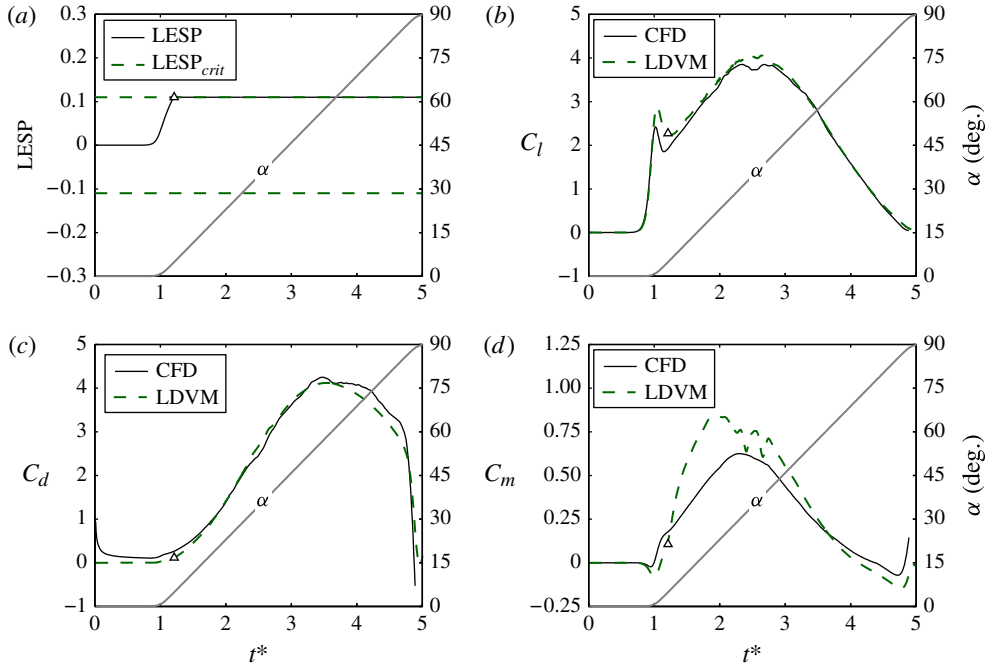 (a)
0.3
0.2
0.1
0
−0.1
−0.2
−0.3
LESP
LESP
LESPcrit
α
90
75
60
45
30
15
0
0 1 2 3 4 5
(b)
5
4
3
2
1
0
−1
Cl
CFD
LDVM
α
90
75
60
45
30
15
0
α (deg.)
0 1 2 3 4 5
(c)
5
4
3
2
1
0
−1
Cd
CFD
LDVM
α
90
75
60
45
30
15
0
0 1 2 3 4 5
t*
(d)
1.25
1.00
0.75
0.50
0.25
0
−0.25
Cm
CFD
LDVM
α
90
75
60
45
30
15
0
α (deg.)
0 1 2 3 4 5
t*